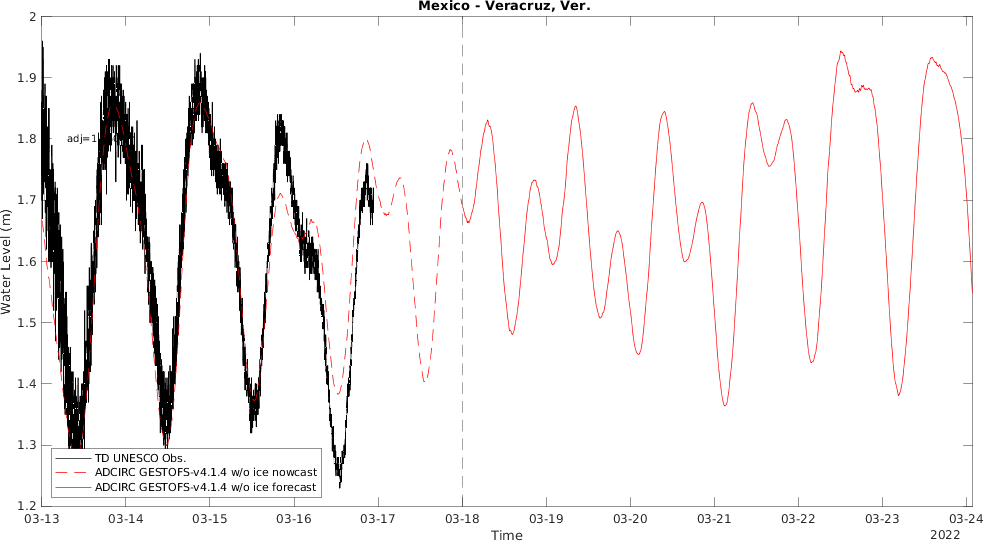 Mexico - Veracruz, Ver.
2
1.9
1.8
1.7
1.6
1.5
1.4
1.3
1.2
Water Level (m)
adj=1
TD UNESCO Obs.
ADCIRC GESTOFS-v4.1.4 w/o ice nowcast
ADCIRC GESTOFS-v4.1.4 w/o ice forecast
03-13 03-14 03-15 03-16 03-17 03-18 03-19 03-20 03-21 03-22 03-23 03-24
Time
2022